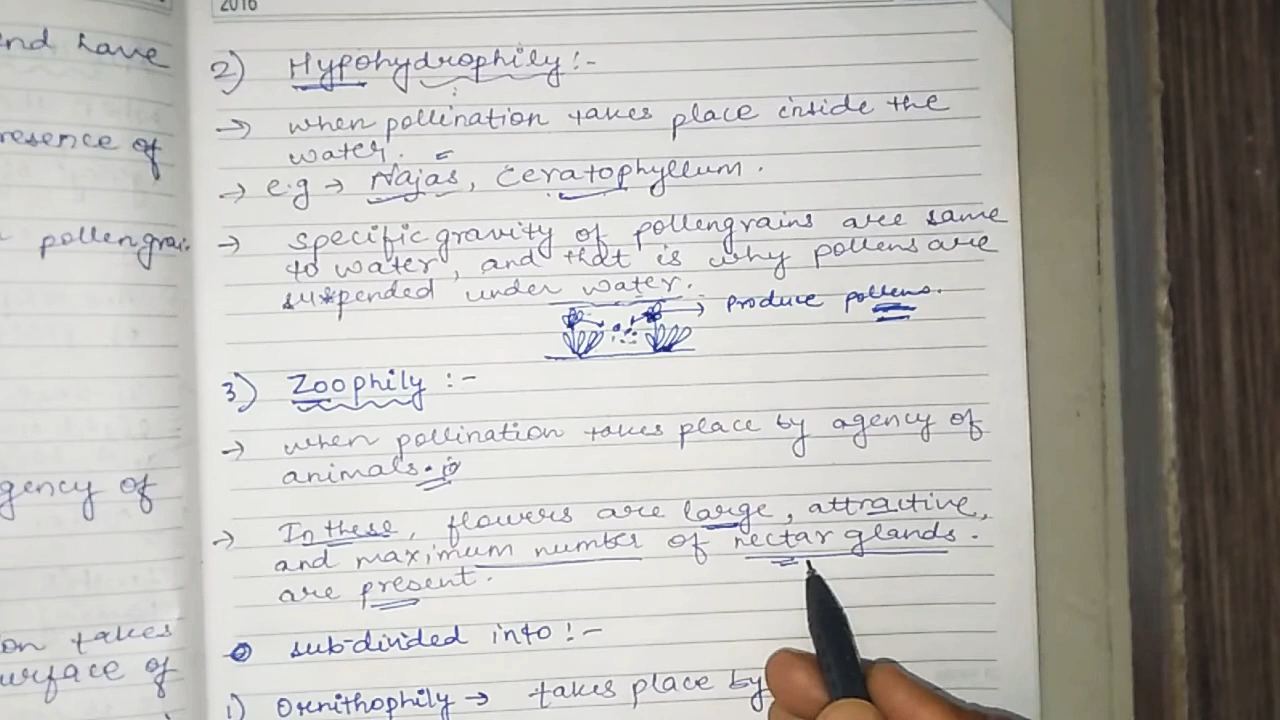 2016
end have
resence of
pollengrai.
gency of
on takes
urface of
2) Hypohydrophily :-
→ when pollination takes place inside the
water.
→ e.g → Najas, Ceratophyllum.
→ specific gravity of pollengrains are same
to water, and that is why pollens are
suspended under water.
→ Produce pollens.
3) Zoophily :-
→ when pollination takes place by agency of
animals.
→ In these, flowers are large, attractive,
and maximum number of nectar glands.
are present.
sub-divided into :-
1) Ornithophily → takes place by